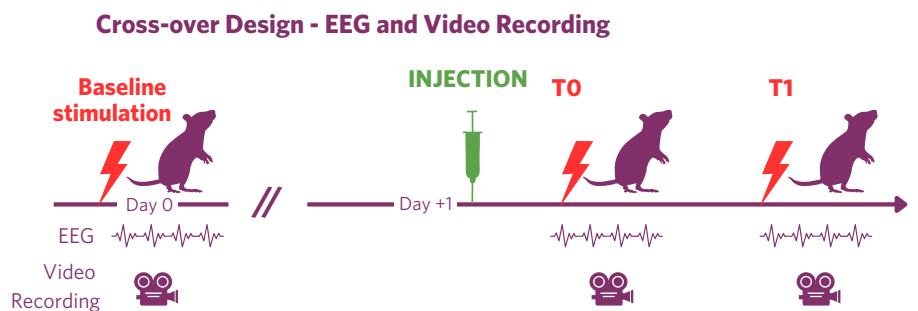 Cross-over Design - EEG and Video Recording
Baseline
stimulation
INJECTION
T0
T1
Day 0
Day +1
EEG
Video
Recording